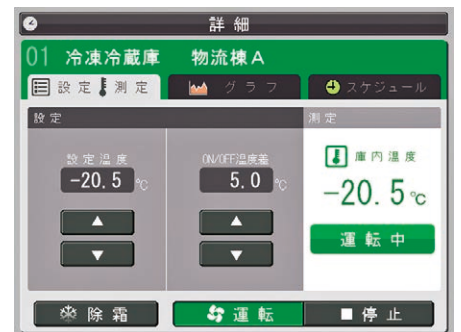 詳細
01 冷凍冷蔵庫 物流棟A
設定 測定 グラフ スケジュール
設定 測定
設定温度 ON/OFF温度差 庫内温度
-20.5 ℃ 5.0 ℃ -20.5 ℃
▲ ▲
▼ ▼ 運転中
除霜 運転 ■停止